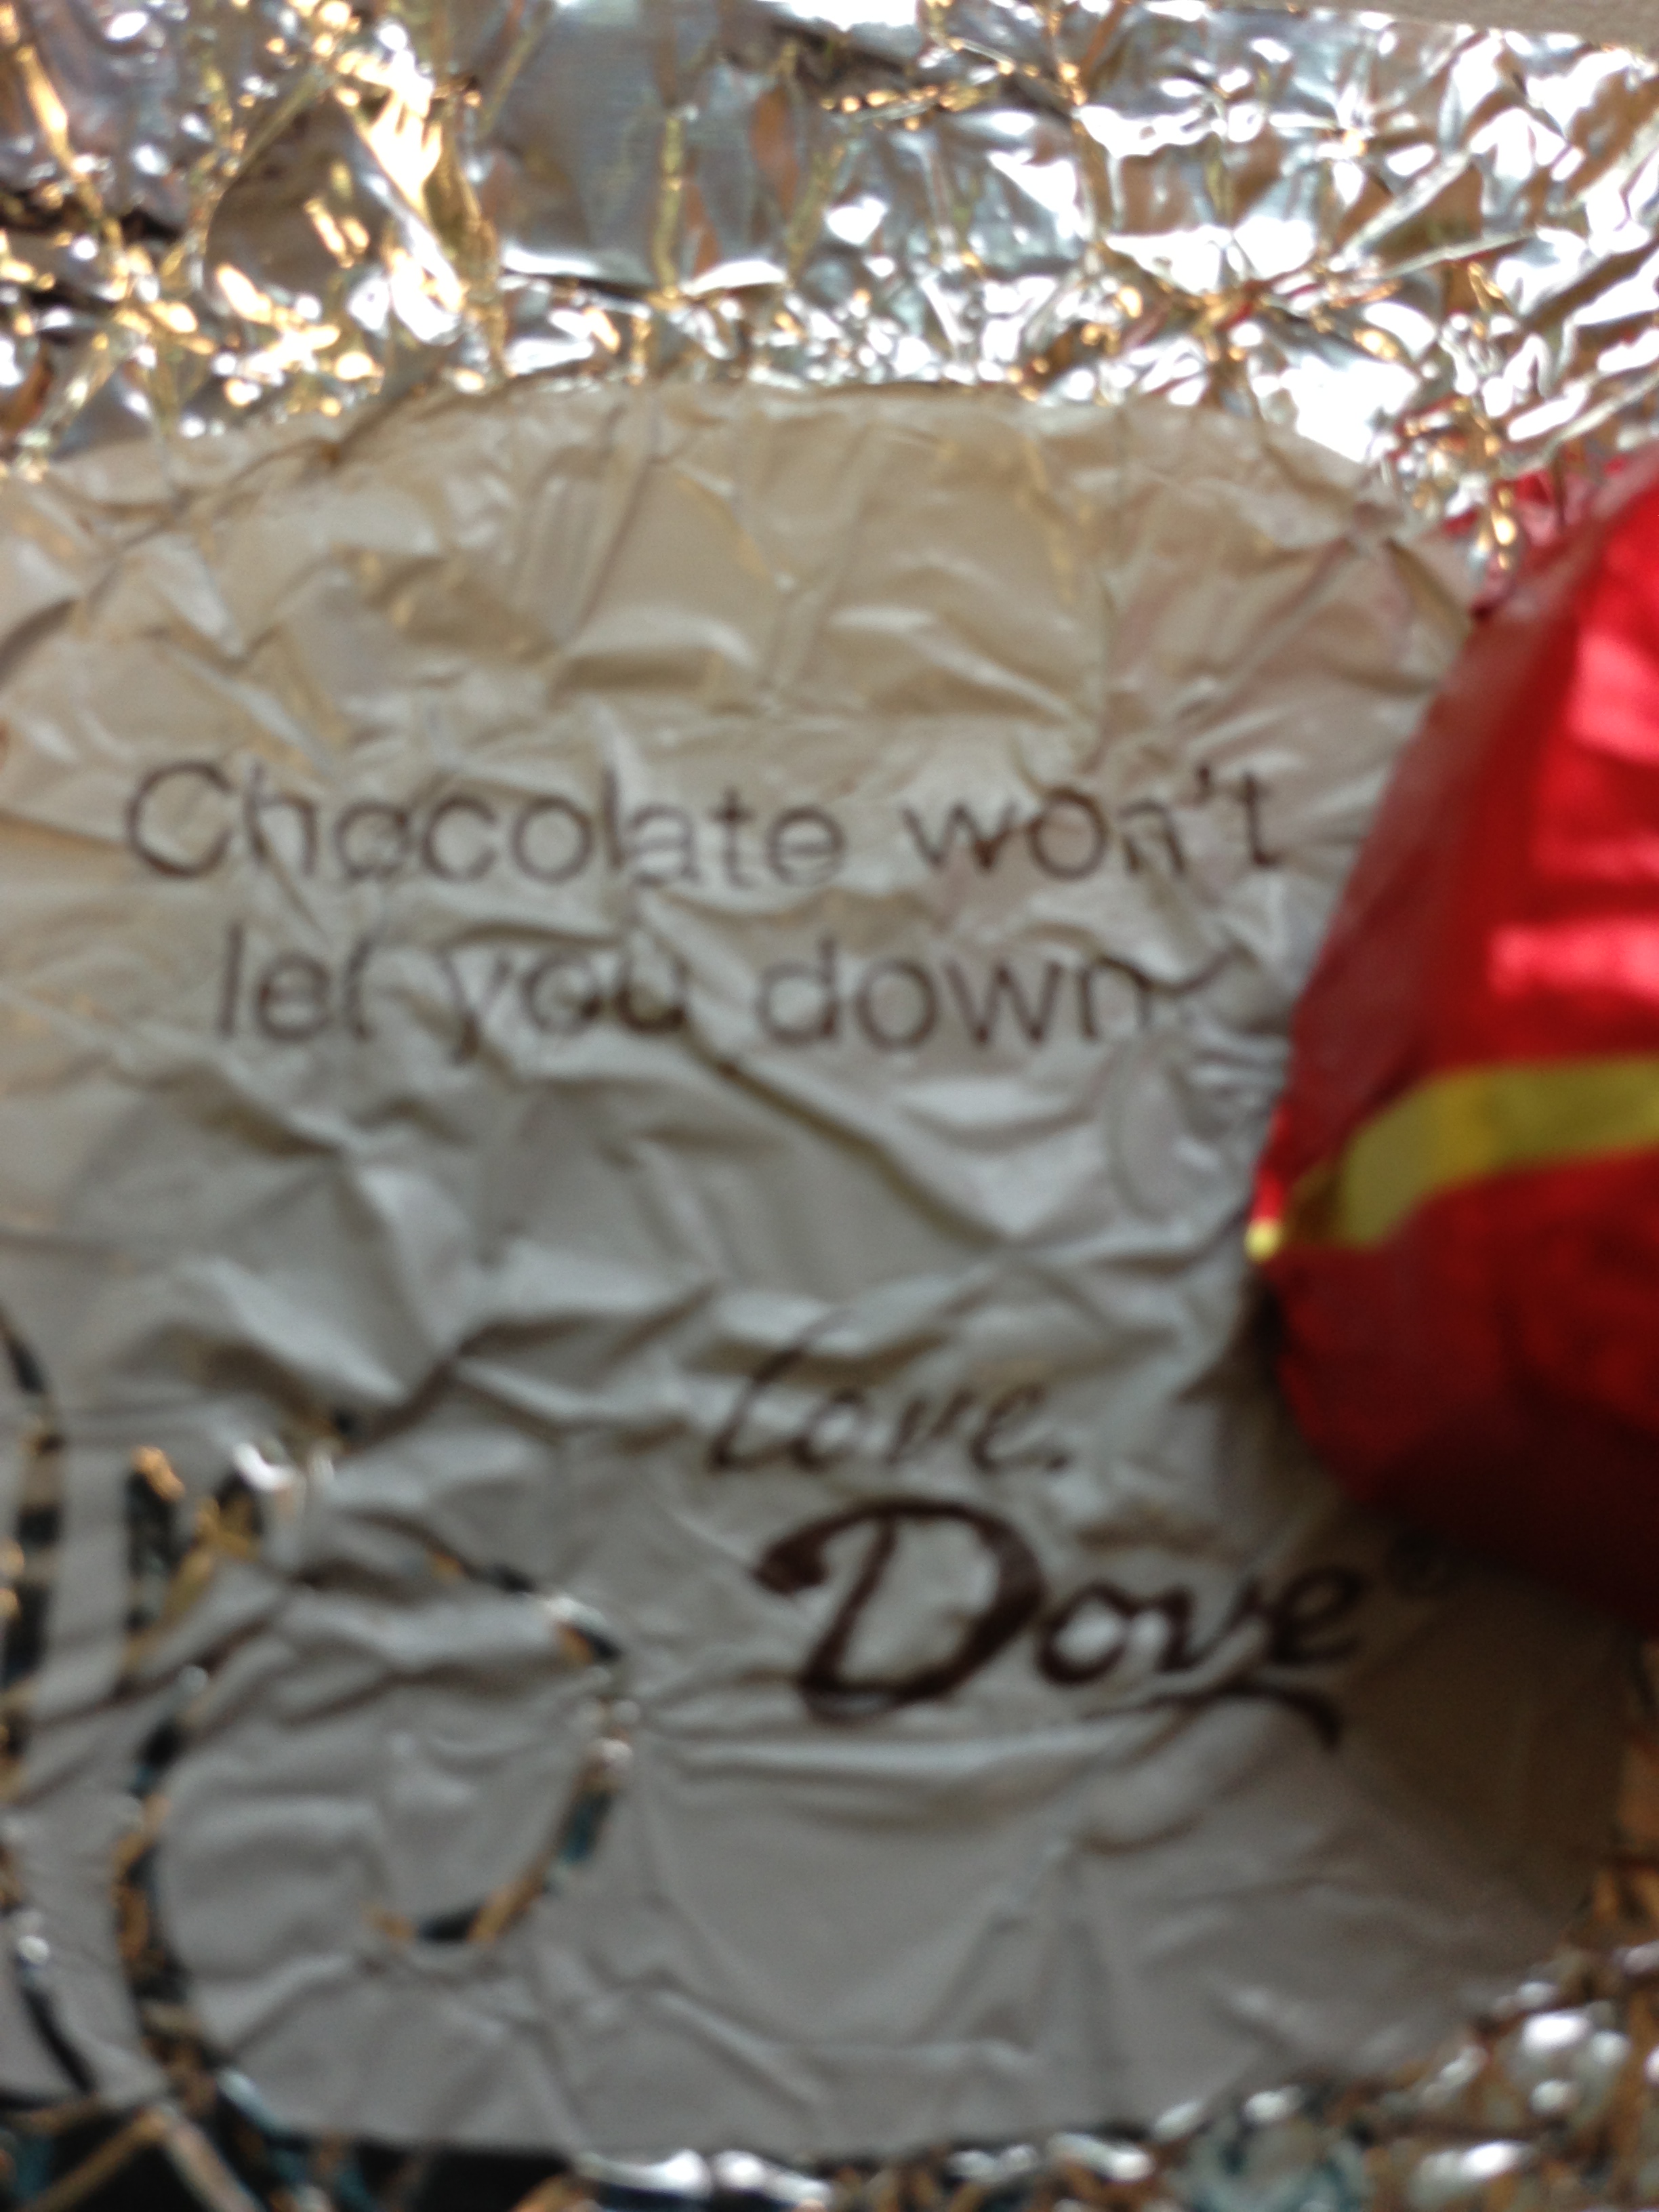 Chocolate won't
let you down.
love,
Dove®